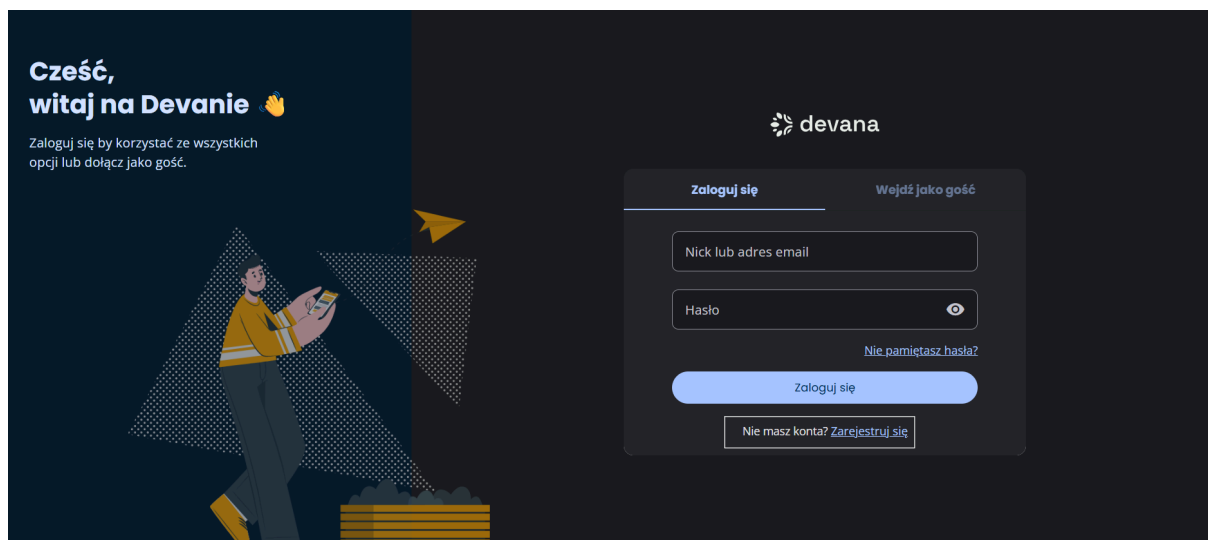 Cześć,
witaj na Devanie 👋
Zaloguj się by korzystać ze wszystkich
opcji lub dołącz jako gość.
devana
Zaloguj się
Wejdź jako gość
Nick lub adres email
Hasło
Nie pamiętasz hasła?
Zaloguj się
Nie masz konta? Zarejestruj się